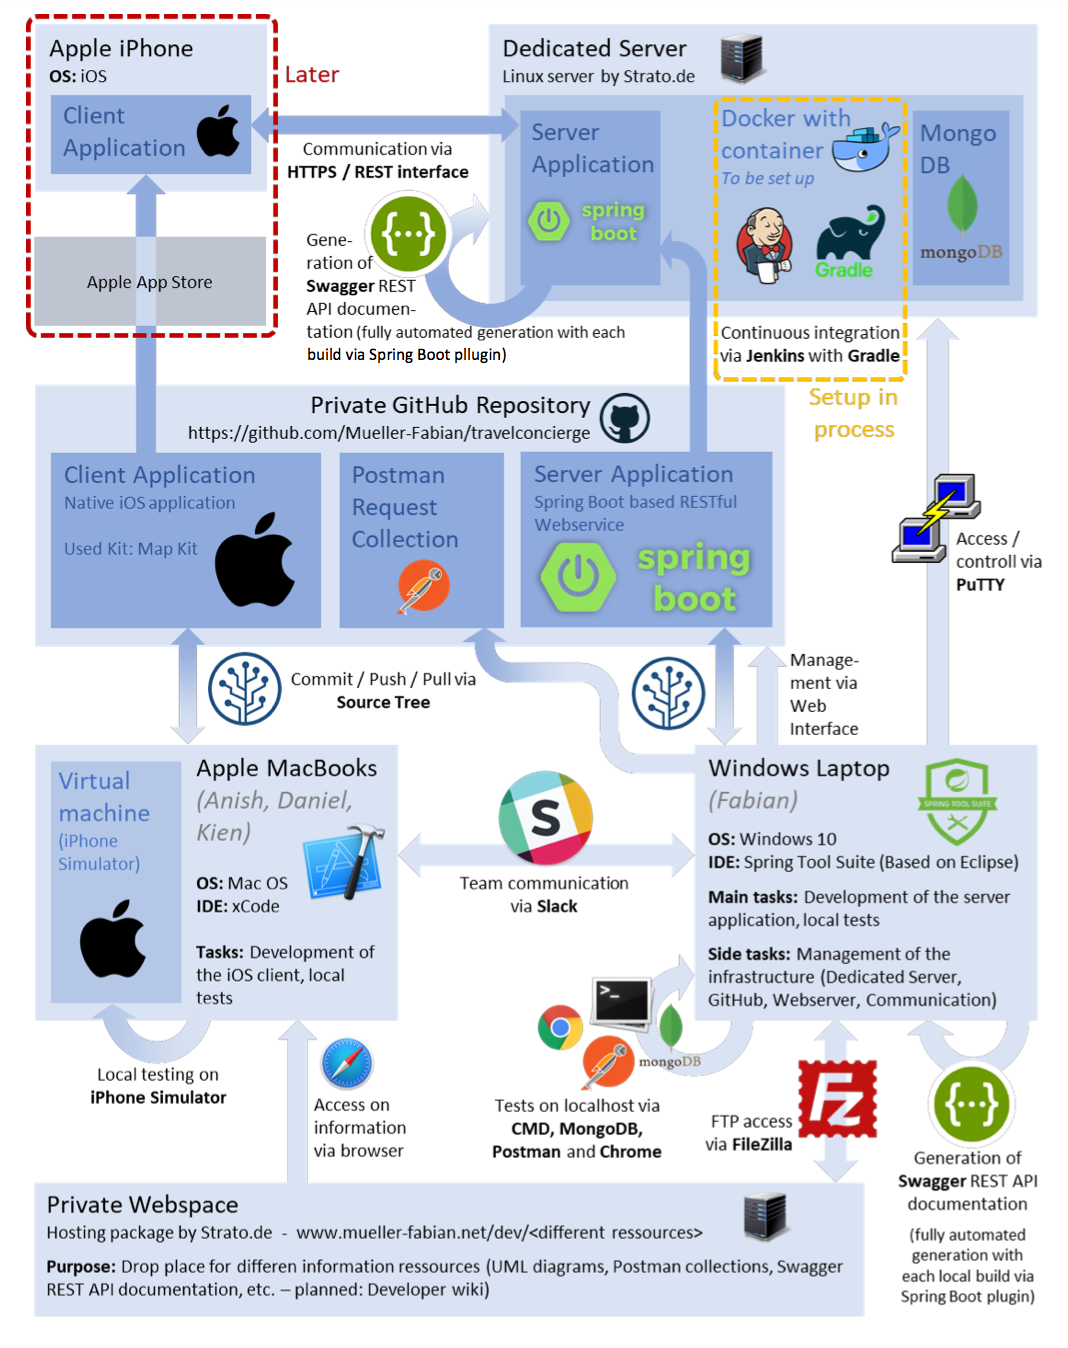 Apple iPhone
OS: iOS
Client
Application
Later
Apple App Store
Communication via
HTTPS / REST interface
Gene-
ration of
Swagger REST
API documen-
tation (fully automated generation with each
build via Spring Boot pllugin)
Dedicated Server
Linux server by Strato.de
Server
Application
spring
boot
Docker with
container
To be set up
Gradle
Continuous integration
via Jenkins with Gradle
Setup in
process
Mongo
DB
mongoDB
Private GitHub Repository
https://github.com/Mueller-Fabian/travelconcierge
Client Application
Native iOS application
Used Kit: Map Kit
Postman
Request
Collection
Server Application
Spring Boot based RESTful
Webservice
spring
boot
Access /
controll via
PuTTY
Commit / Push / Pull via
Source Tree
Manage-
ment via
Web
Interface
Virtual
machine
(iPhone
Simulator)
Apple MacBooks
(Anish, Daniel,
Kien)
OS: Mac OS
IDE: xCode
Tasks: Development of
the iOS client, local
tests
S
Team communication
via Slack
Windows Laptop
(Fabian)
SPRING TOOL SUITE
OS: Windows 10
IDE: Spring Tool Suite (Based on Eclipse)
Main tasks: Development of the server
application, local tests
Side tasks: Management of the
infrastructure (Dedicated Server,
GitHub, Webserver, Communication)
Local testing on
iPhone Simulator
Access on
information
via browser
>_
mongoDB
Tests on localhost via
CMD, MongoDB,
Postman and Chrome
Fz
FTP access
via FileZilla
{...}
Generation of
Swagger REST API
documentation
(fully automated
generation with
each local build via
Spring Boot plugin)
Private Webspace
Hosting package by Strato.de - www.mueller-fabian.net/dev/<different ressources>
Purpose: Drop place for differen information ressources (UML diagrams, Postman collections, Swagger
REST API documentation, etc. – planned: Developer wiki)